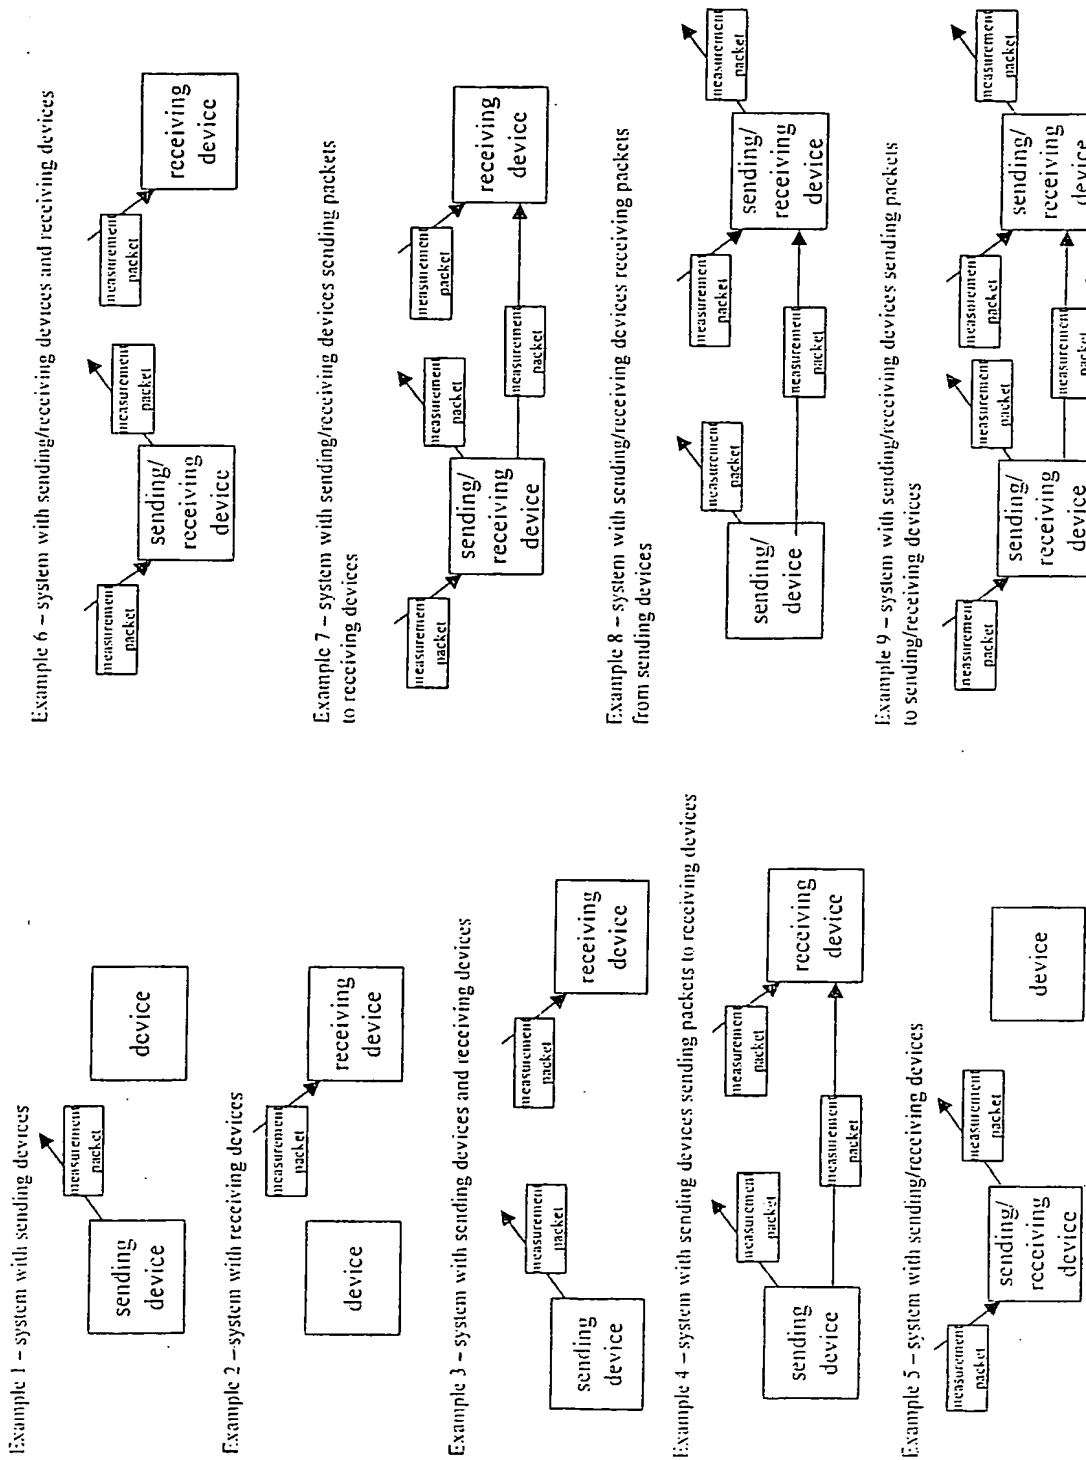 Example 1 – system with sending devices
sending
device
measurement
packet
device
Example 2 – system with receiving devices
device
measurement
packet
receiving
device
Example 3 – system with sending devices and receiving devices
sending
device
measurement
packet
measurement
packet
receiving
device
Example 4 – system with sending devices sending packets to receiving devices
sending
device
measurement
packet
measurement
packet
measurement
packet
receiving
device
Example 5 – system with sending/receiving devices
measurement
packet
sending/
receiving
device
measurement
packet
device
Example 6 – system with sending/receiving devices and receiving devices
measurement
packet
sending/
receiving
device
measurement
packet
measurement
packet
receiving
device
Example 7 – system with sending/receiving devices sending packets
to receiving devices
measurement
packet
sending/
receiving
device
measurement
packet
measurement
packet
measurement
packet
receiving
device
Example 8 – system with sending/receiving devices receiving packets
from sending devices
sending/
device
measurement
packet
measurement
packet
measurement
packet
sending/
receiving
device
measurement
packet
Example 9 – system with sending/receiving devices sending packets
to sending/receiving devices
measurement
packet
sending/
receiving
device
measurement
packet
measurement
packet
measurement
packet
sending/
receiving
device
measurement
packet